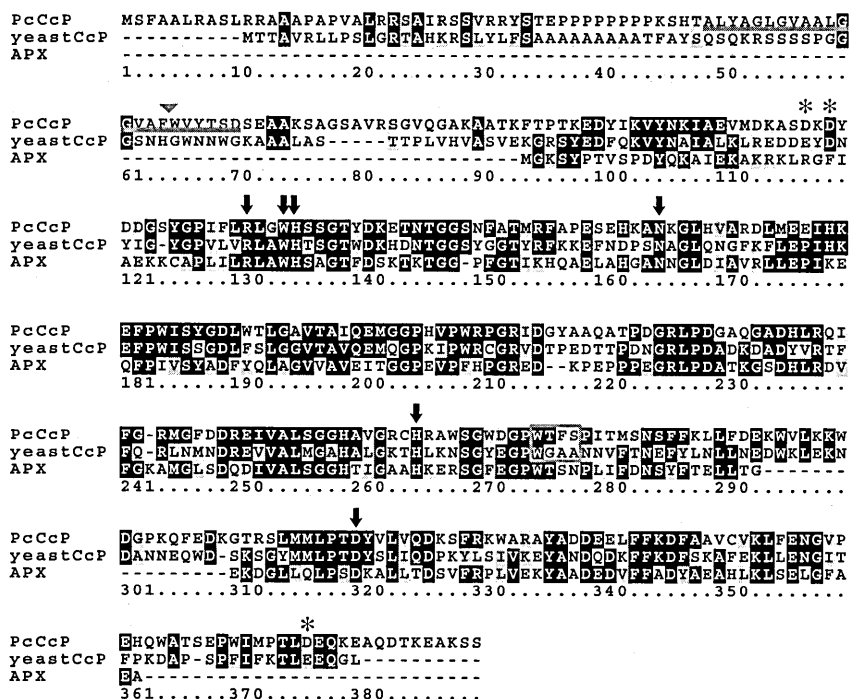 PcCcP MSFAALRASLRRAAAPAPVALRRSAIRSSVRRYSTEPPPPPPPPKSHTALYAGLGVAALG
yeastCcP ----------MTTAVRLLPSLGRTAHKRSLYLFSAAAAAAAAATFAYSQSQKRSSSSSPGG
APX ------------------------------------------------------------
1........10........20........30........40........50.........
* *
PcCcP GVAFWVYTSDSEAAKSAGSAVRSGVQGAKAATKFTPTKEDYIKVYNKIAEVMDKASDKDY
yeastCcP GSNHGWNNWGKAAALAS-----TTPLVHVASVEKGRSYEDFQKVYNAIALKLREDDEYDN
APX ---------------------------------MGKSYPTVSPDYQKAIEKAKRKLRGFI
61.......70........80........90........100.......110........
PcCcP DDGSYGPIFLRLGWHSSGTYDKETNTGGSNFATMRFAPESEHKANKGLHVARDLMEEIHK
yeastCcP YIG-YGPVLVRLAWHTSGTWDKHDNTGGSYGGTYRFKKEFNDPSNAGLQNGFKFLEPIHK
APX AEKKCAPLILRLAWHSAGTFDSKTKTGG-PFGTIKHQAELAHGANNGLDIAVRLLEPIKE
121......130.......140.......150.......160.......170........
PcCcP EFPWISYGDLWTLGAVTAIQEMGGPHVPWRPGRIDGYAAQATPDGRLPDGAQGADHLRQI
yeastCcP EFPWISSGDLFSLGGVTAVQEMQGPKIPWRCGRVDTPEDTTPDNGRLPDADKDADYVRTF
APX QFPIVSYADFYQLAGVVAVEITGGPEVPFHPGRED--KPEPPPEGRLPDATKGSDHLRDV
181......190.......200.......210.......220.......230........
PcCcP FG-RMGFDDREIVALSGGHAVGRCHRAWSGWDGPWTFSPITMSNSFFKLLFDEKWVLKKW
yeastCcP FQ-RLNMNDREVVALMGAHALGKTHLKNSGYEGPWGAANNVFTNEFYLNLLNEDWKLEKN
APX FGKAMGLSDQDIVALSGGHTIGAAHKERSGFEGPWTSNPLIFDNSYFTELLTG-------
241......250.......260.......270.......280.......290........
PcCcP DGPKQFEDKGTRSLMMLPTDYVLVQDKSFRKWARAYADDEELFFKDFAAVCVKLFENGVP
yeastCcP DANNEQWD-SKSGYMMLPTDYSLIQDPKYLSIVKEYANDQDKFFKDFSKAFEKLLENGIT
APX ---------EKDGLLQLPSDKALLTDSVFRPLVEKYAADEDVFFADYAEAHLKLSELGFA
301......310.......320.......330.......340.......350........
*
PcCcP EHQWATSEPWIMPTLDEQKEAQDTKEAKSS
yeastCcP FPKDAP-SPFIFKTLEEQGL----------
APX EA----------------------------
361......370.......380........